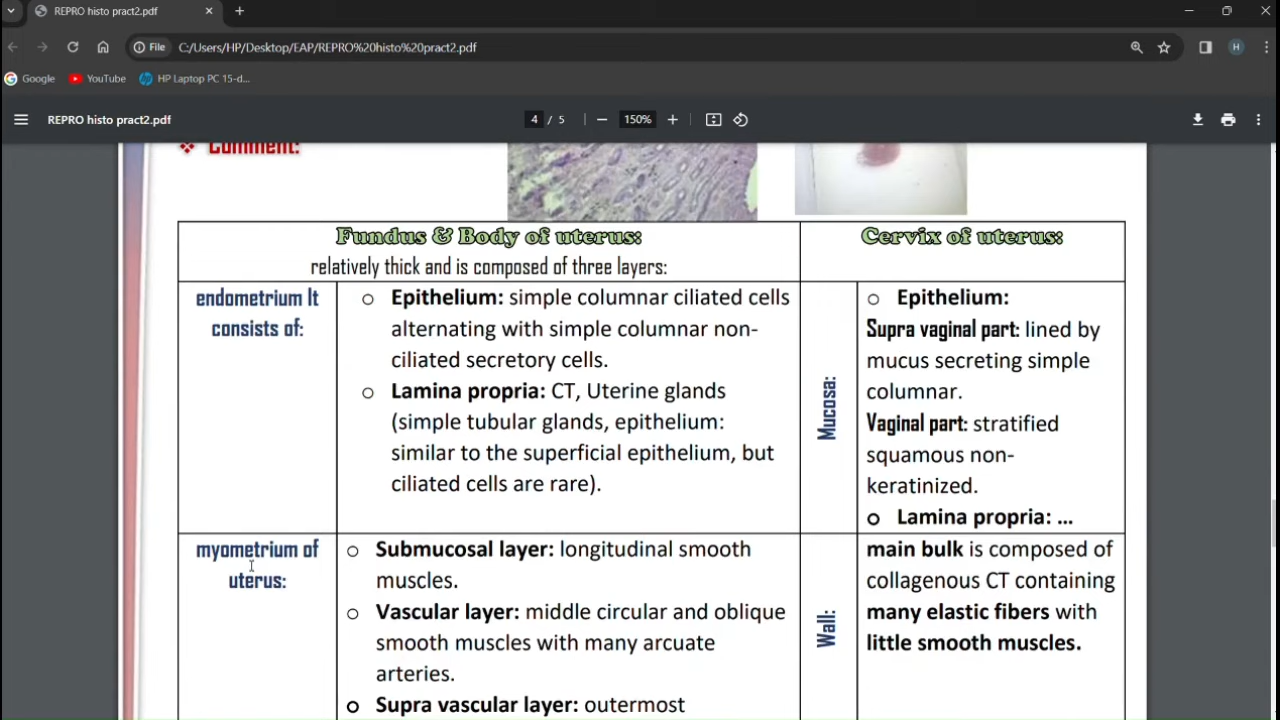 REPRO histo pract2.pdf
File
C:/Users/HP/Desktop/EAP/REPRO%20histo%20pract2.pdf
H
Google
YouTube
HP Laptop PC 15-d...
REPRO histo pract2.pdf
4 / 5
150%
Comment:
Fundus & Body of uterus:
relatively thick and is composed of three layers:
Cervix of uterus:
endometrium It
consists of:
o Epithelium: simple columnar ciliated cells
alternating with simple columnar non-
ciliated secretory cells.
o Lamina propria: CT, Uterine glands
(simple tubular glands, epithelium:
similar to the superficial epithelium, but
ciliated cells are rare).
Mucosa:
o Epithelium:
Supra vaginal part: lined by
mucus secreting simple
columnar.
Vaginal part: stratified
squamous non-
keratinized.
o Lamina propria: ...
myometrium of
uterus:
o Submucosal layer: longitudinal smooth
muscles.
o Vascular layer: middle circular and oblique
smooth muscles with many arcuate
arteries.
o Supra vascular layer: outermost
Wall:
main bulk is composed of
collagenous CT containing
many elastic fibers with
little smooth muscles.